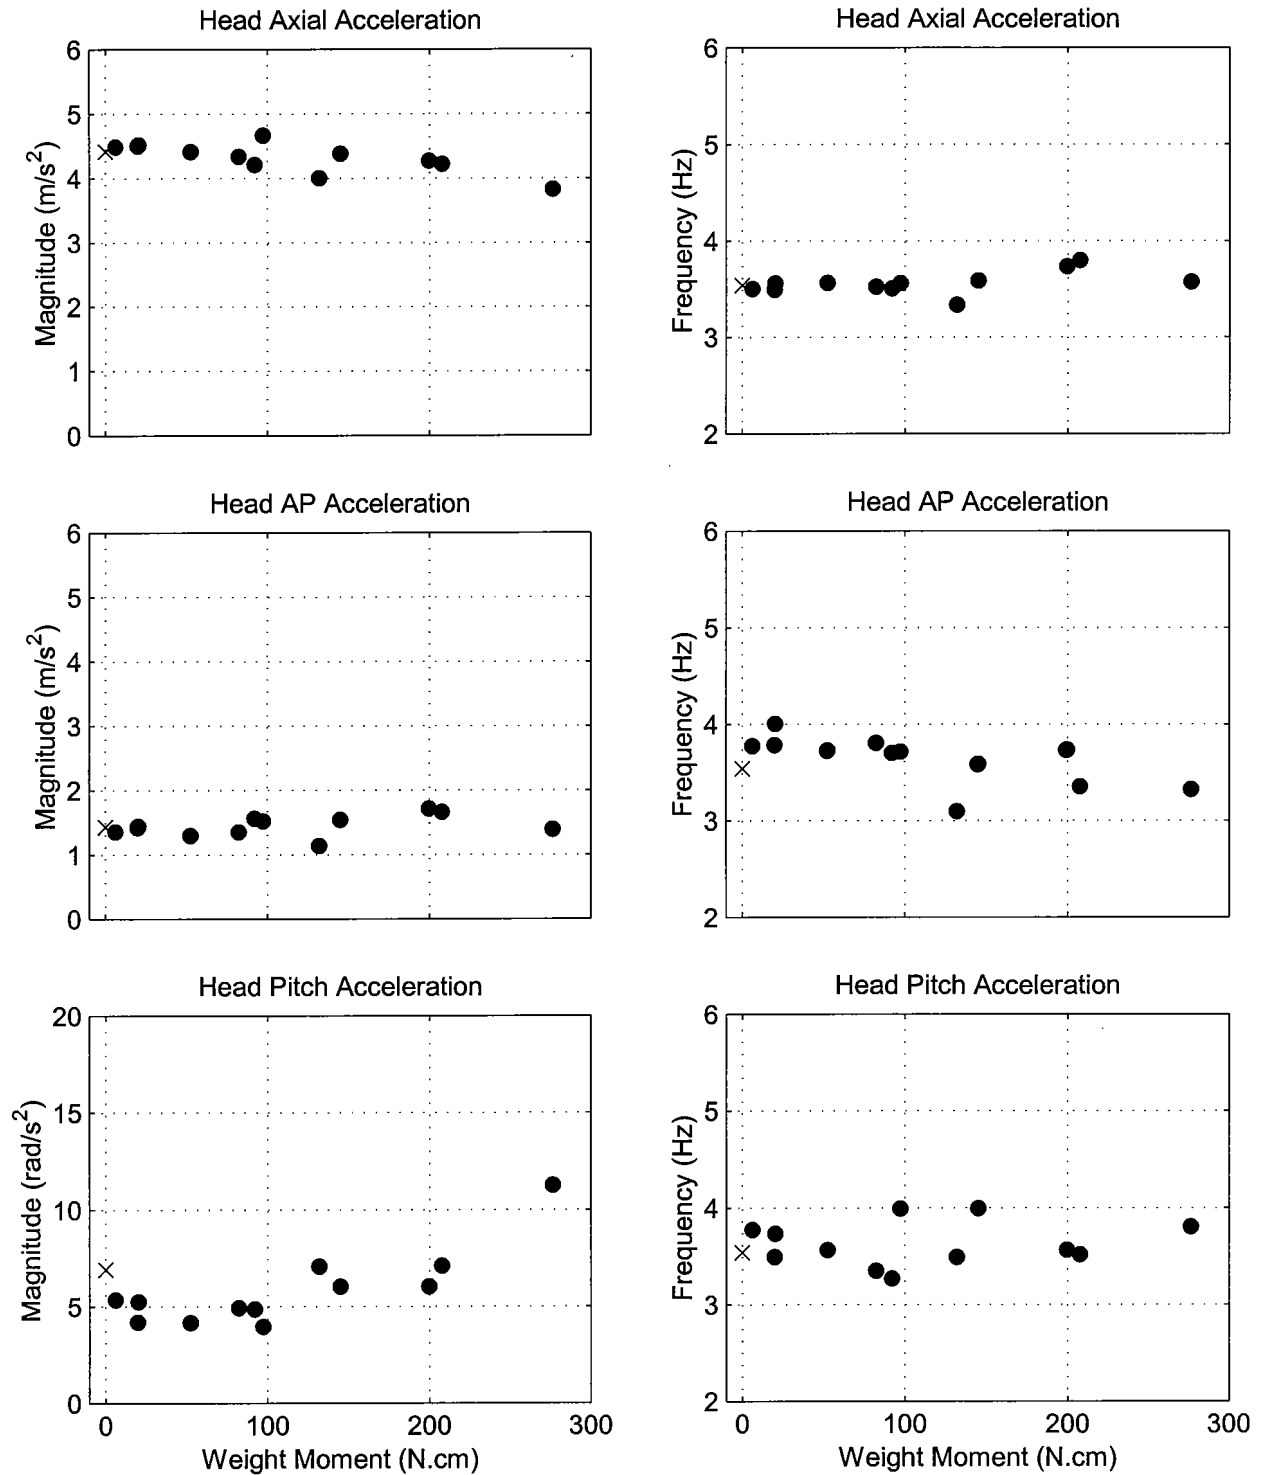 Head Axial Acceleration
6
5
4
3
2
1
0
Magnitude (m/s²)
Head Axial Acceleration
6
5
4
3
2
Frequency (Hz)
Head AP Acceleration
6
5
4
3
2
1
0
Magnitude (m/s²)
Head AP Acceleration
6
5
4
3
2
Frequency (Hz)
Head Pitch Acceleration
20
15
10
5
0
Magnitude (rad/s²)
0 100 200 300
Weight Moment (N.cm)
Head Pitch Acceleration
6
5
4
3
2
Frequency (Hz)
0 100 200 300
Weight Moment (N.cm)